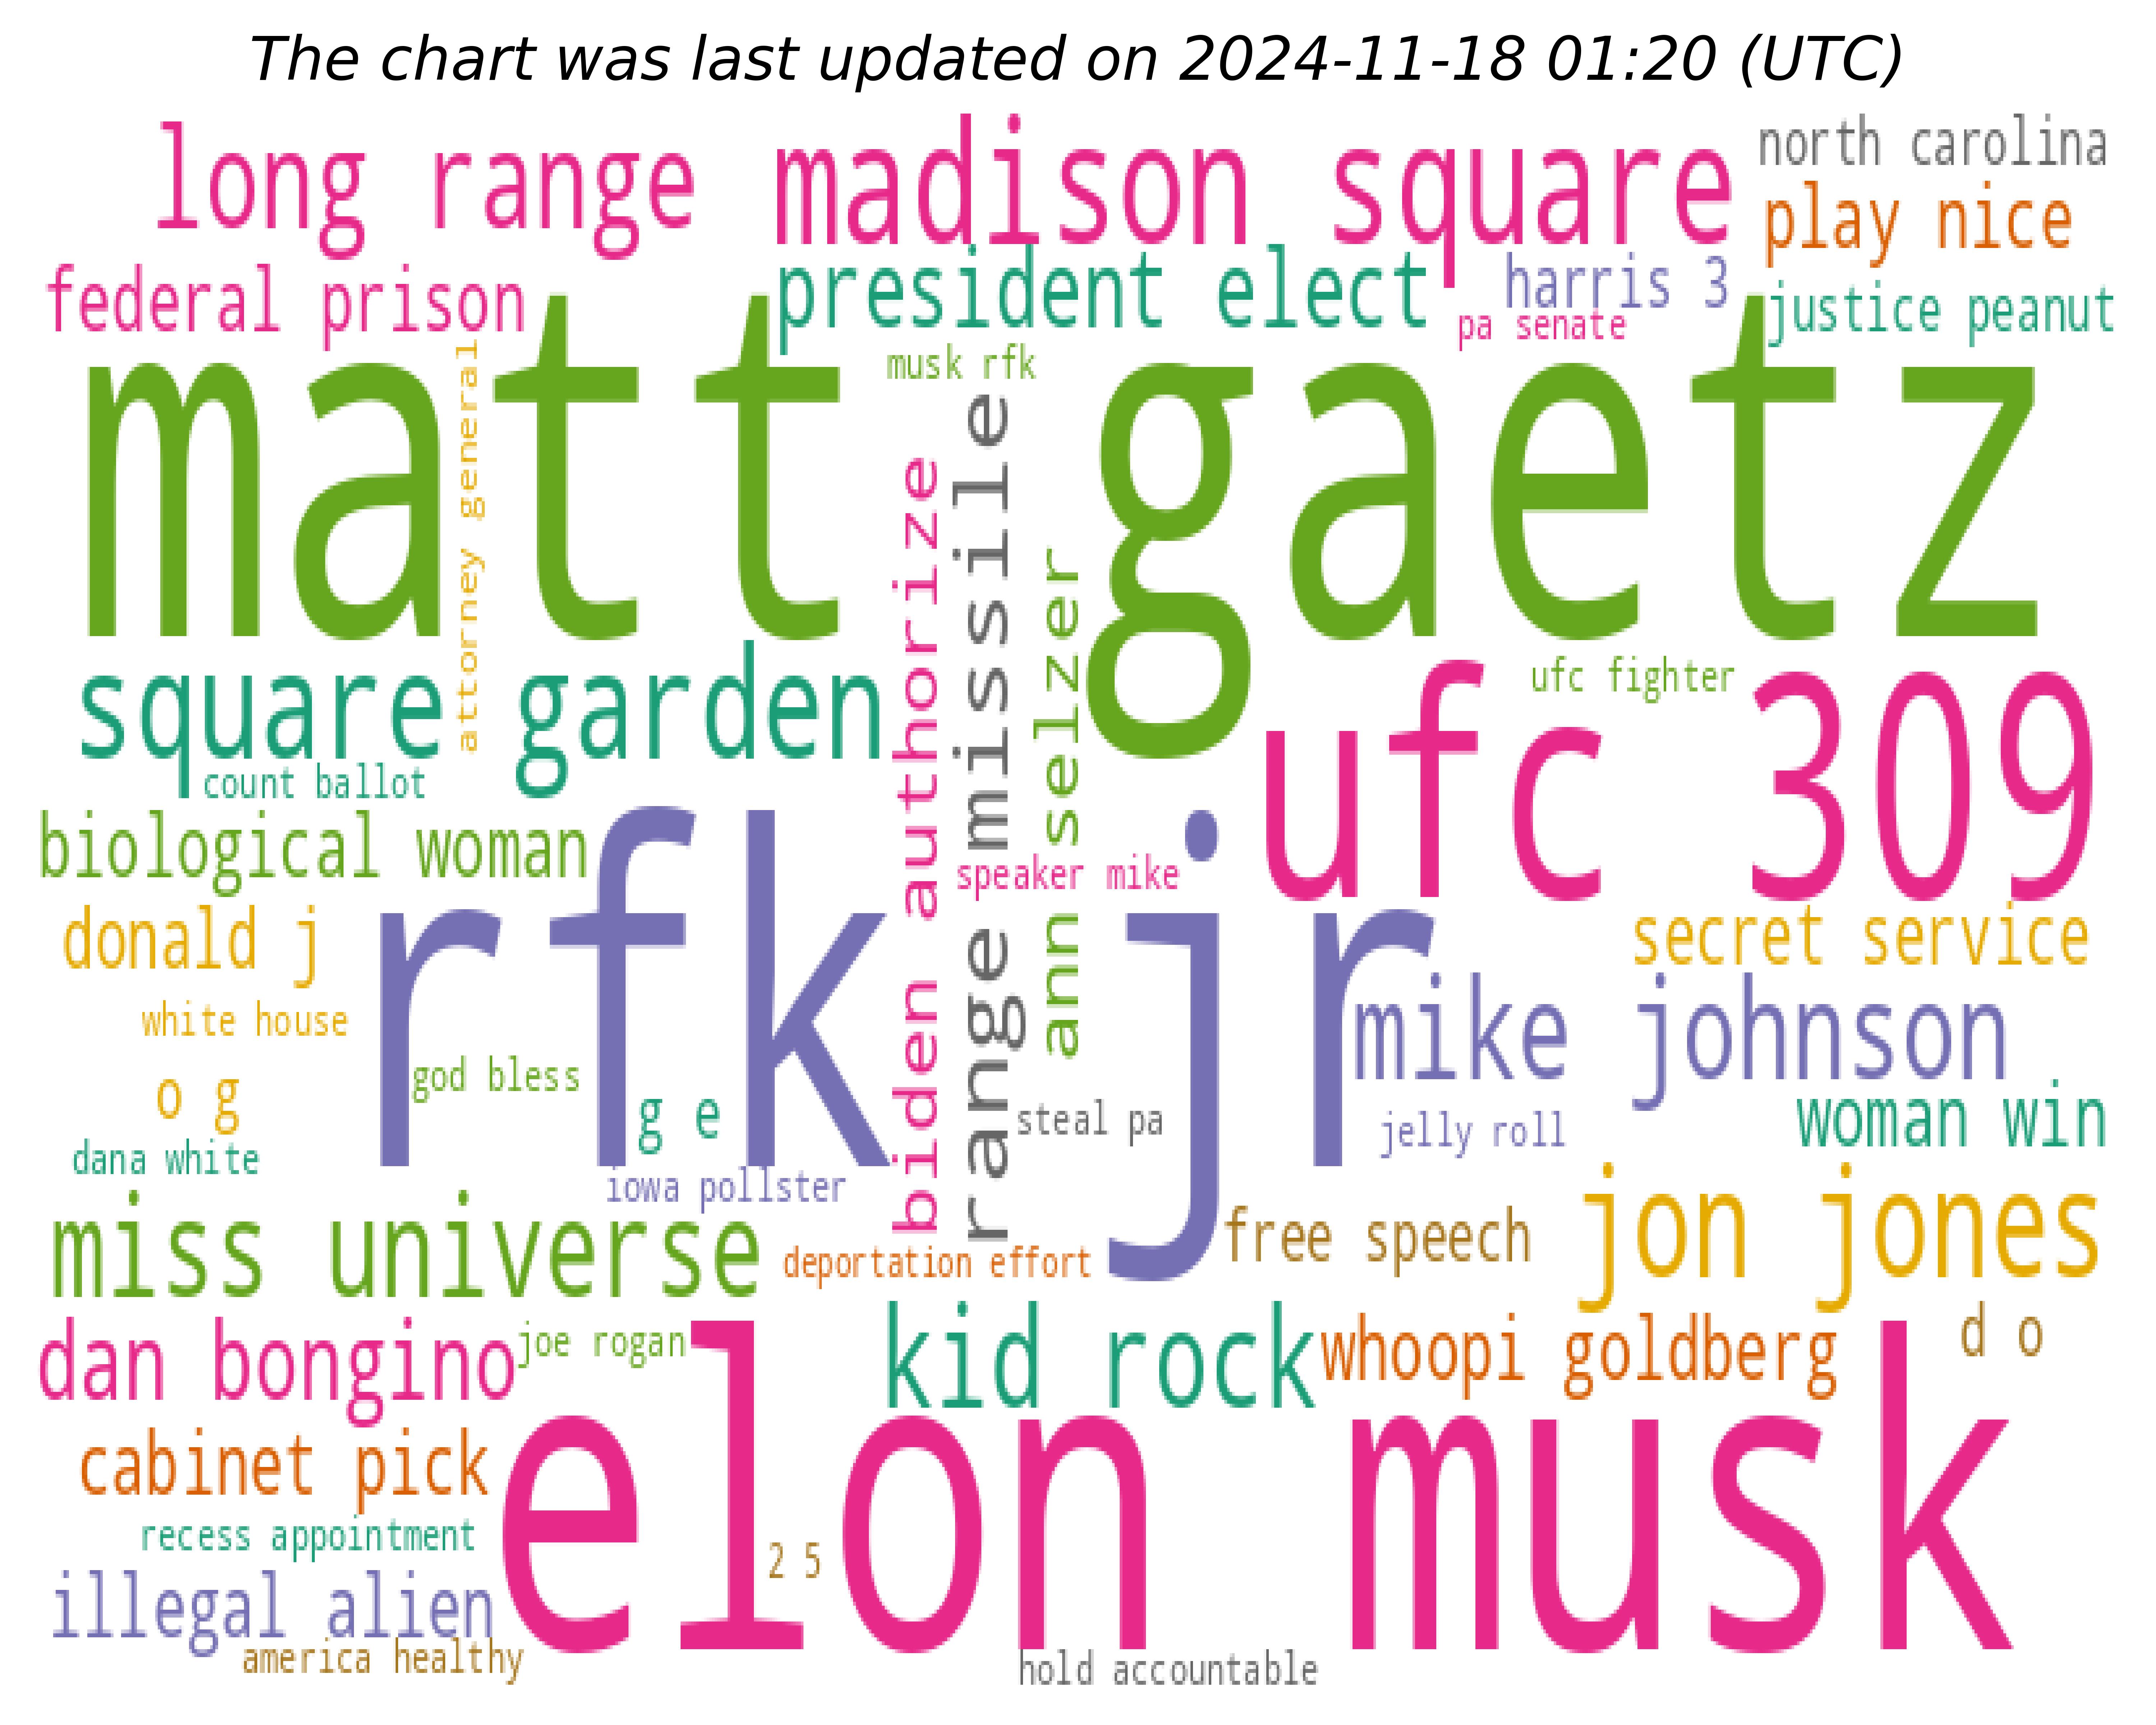 The chart was last updated on 2024-11-18 01:20 (UTC)
long range
madison square
north carolina
play nice
federal prison
president elect
harris 3
pa senate
justice peanut
matt gaetz
musk rfk
attorney general
biden authorize
range missile
ann selzer
square garden
ufc fighter
ufc 309
count ballot
biological woman
rfk jr
speaker mike
donald j
secret service
white house
mike johnson
god bless
o g
g e
steal pa
jelly roll
woman win
dana white
iowa pollster
miss universe
deportation effort
free speech
jon jones
dan bongino
joe rogan
kid rock
whoopi goldberg
d o
elon musk
cabinet pick
recess appointment
2 5
illegal alien
america healthy
hold accountable